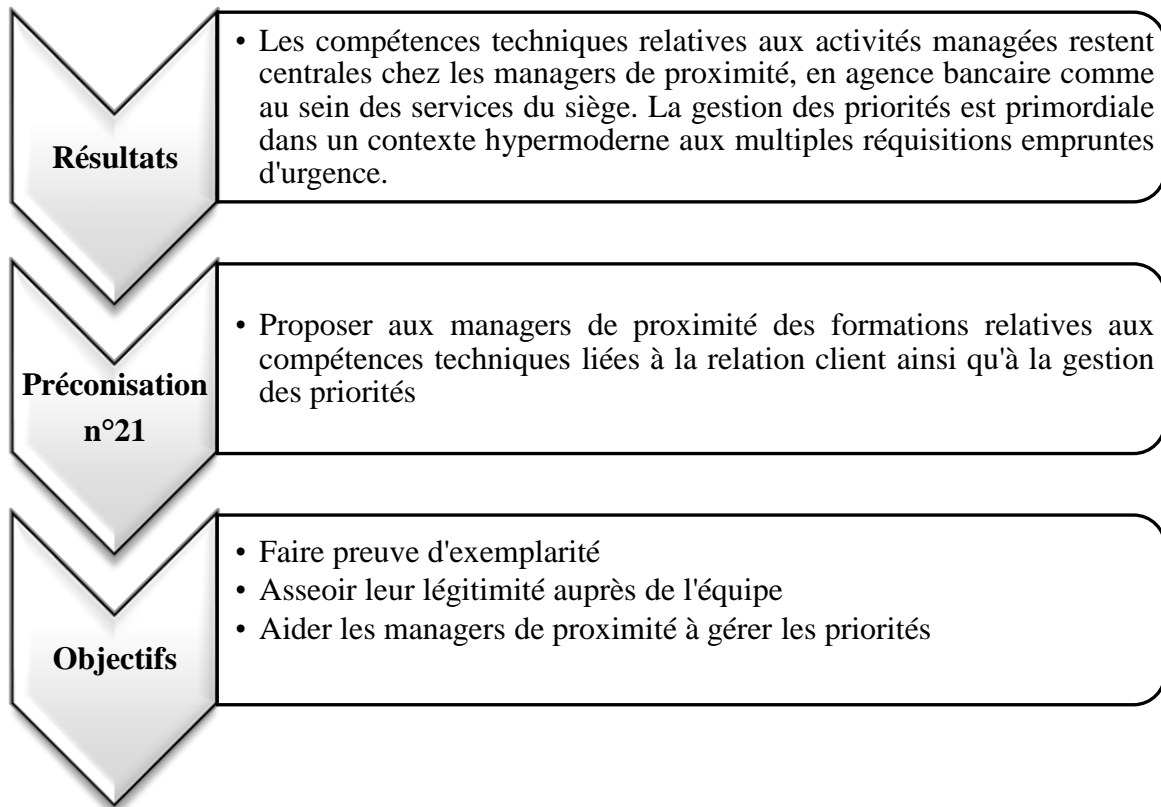 Résultats
• Les compétences techniques relatives aux activités managées restent
centrales chez les managers de proximité, en agence bancaire comme
au sein des services du siège. La gestion des priorités est primordiale
dans un contexte hypermoderne aux multiples réquisitions empruntes
d'urgence.
Préconisation
n°21
• Proposer aux managers de proximité des formations relatives aux
compétences techniques liées à la relation client ainsi qu'à la gestion
des priorités
Objectifs
• Faire preuve d'exemplarité
• Asseoir leur légitimité auprès de l'équipe
• Aider les managers de proximité à gérer les priorités